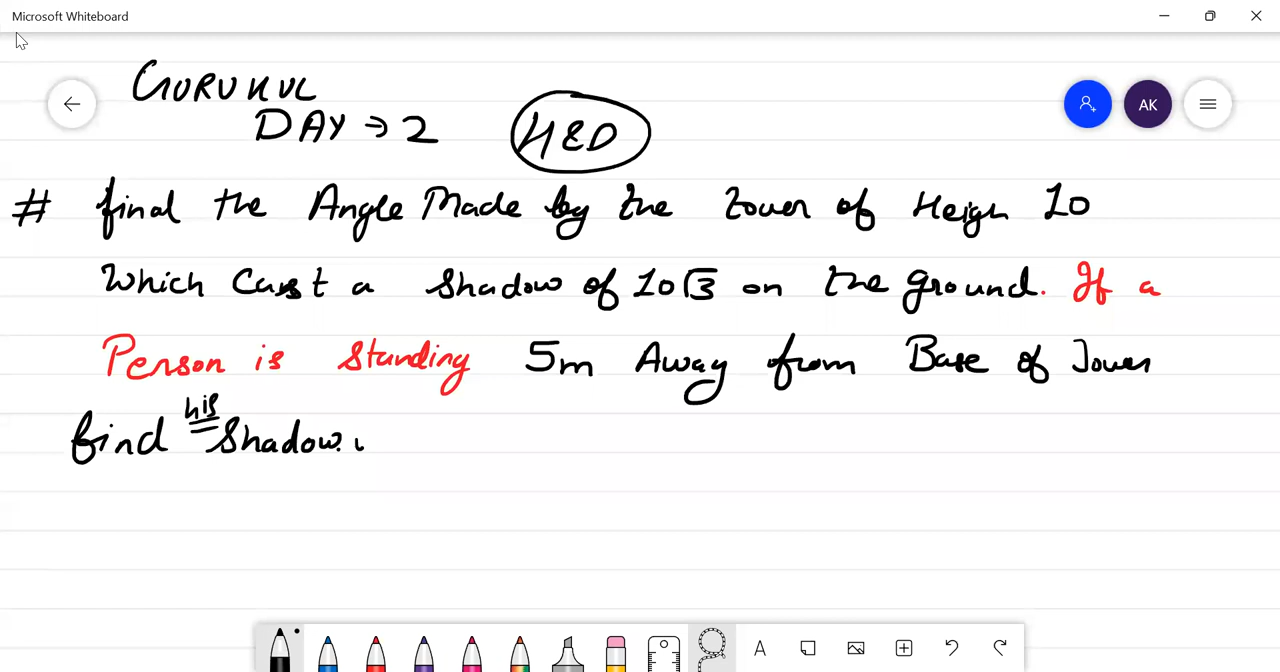 Microsoft Whiteboard
GURUKUL
DAY → 2
H&D
AK
# find the Angle Made by the tower of Heigh 10
Which Cast a Shadow of 10√3 on the ground. If a
Person is Standing 5m Away from Base of Tower
find his Shadow.
A